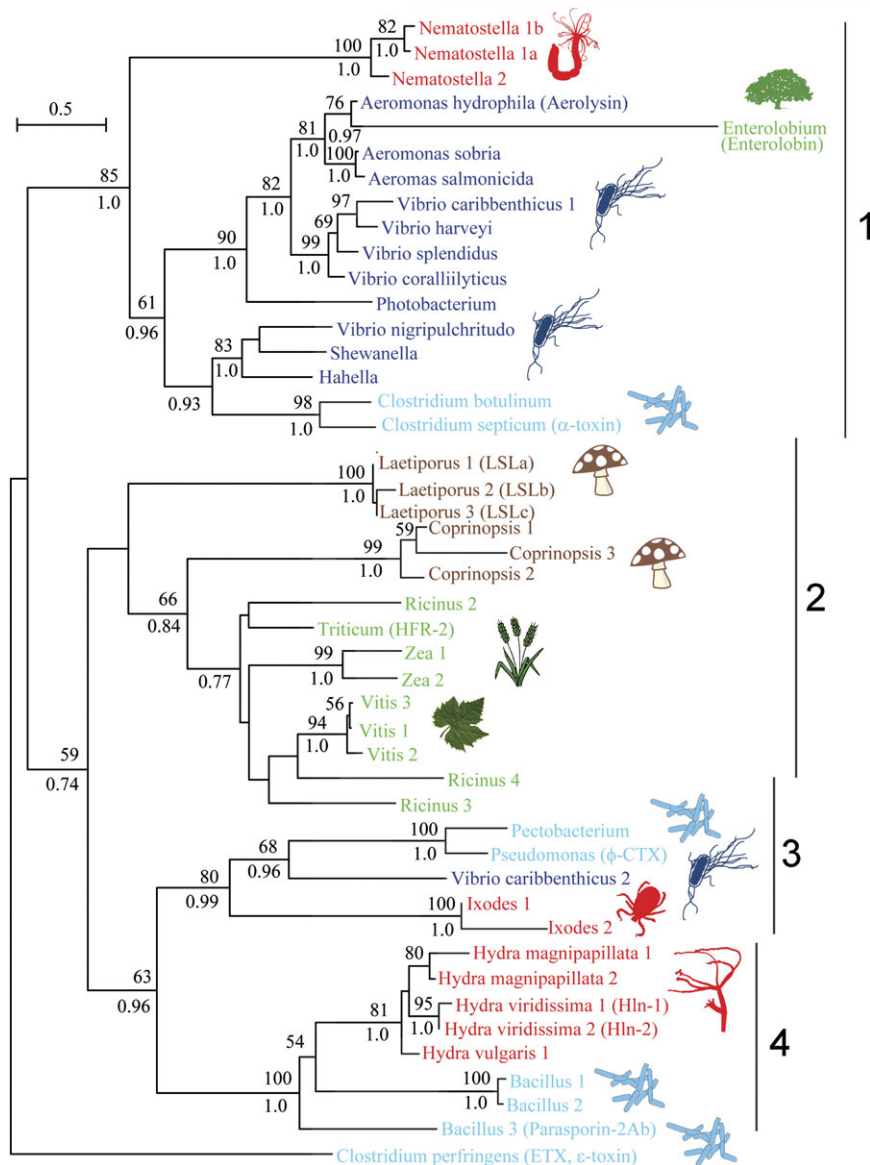 82
Nematostella 1b
100
1.0
Nematostella 1a
1.0
Nematostella 2
0.5
76
Aeromonas hydrophila (Aerolysin)
81
0.97
Enterolobium
(Enterolobin)
1.0
100
Aeromonas sobria
85
82
1.0
Aeromas salmonicida
1.0
1.0
97
Vibrio caribbenthicus 1
69
Vibrio harveyi
1
90
99
Vibrio splendidus
1.0
1.0
Vibrio coralliilyticus
61
Photobacterium
0.96
83
Vibrio nigripulchritudo
1.0
Shewanella
0.93
Hahella
98
Clostridium botulinum
1.0
Clostridium septicum (α-toxin)
100
Laetiporus 1 (LSLa)
1.0
Laetiporus 2 (LSLb)
Laetiporus 3 (LSLc)
59
Coprinopsis 1
99
Coprinopsis 3
1.0
Coprinopsis 2
2
66
Ricinus 2
0.84
Triticum (HFR-2)
0.77
99
Zea 1
1.0
Zea 2
56
Vitis 3
94
Vitis 1
1.0
Vitis 2
59
Ricinus 4
0.74
Ricinus 3
100
Pectobacterium
68
1.0
Pseudomonas (ϕ-CTX)
3
80
0.96
Vibrio caribbenthicus 2
0.99
100
Ixodes 1
1.0
Ixodes 2
80
Hydra magnipapillata 1
63
Hydra magnipapillata 2
0.96
81
95
Hydra viridissima 1 (Hln-1)
1.0
1.0
Hydra viridissima 2 (Hln-2)
54
Hydra vulgaris 1
4
100
100
Bacillus 1
1.0
1.0
Bacillus 2
Bacillus 3 (Parasporin-2Ab)
Clostridium perfringens (ETX, ε-toxin)